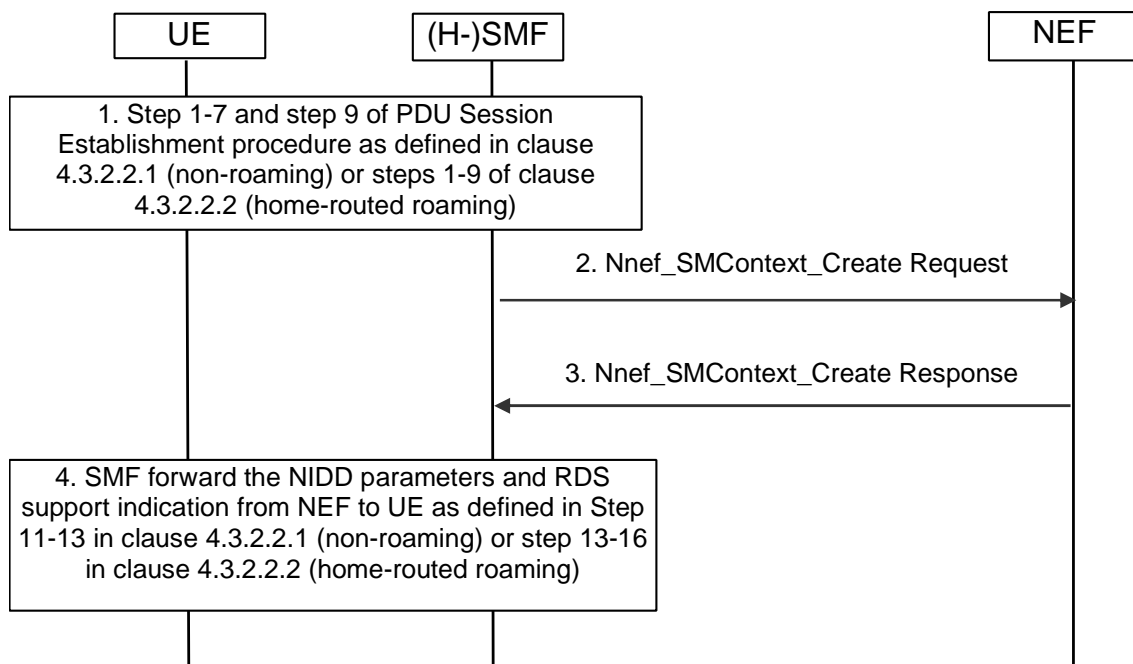 UE
(H-)SMF
NEF
1. Step 1-7 and step 9 of PDU Session
Establishment procedure as defined in clause
4.3.2.2.1 (non-roaming) or steps 1-9 of clause
4.3.2.2.2 (home-routed roaming)
2. Nnef_SMContext_Create Request
3. Nnef_SMContext_Create Response
4. SMF forward the NIDD parameters and RDS
support indication from NEF to UE as defined in Step
11-13 in clause 4.3.2.2.1 (non-roaming) or step 13-16
in clause 4.3.2.2.2 (home-routed roaming)